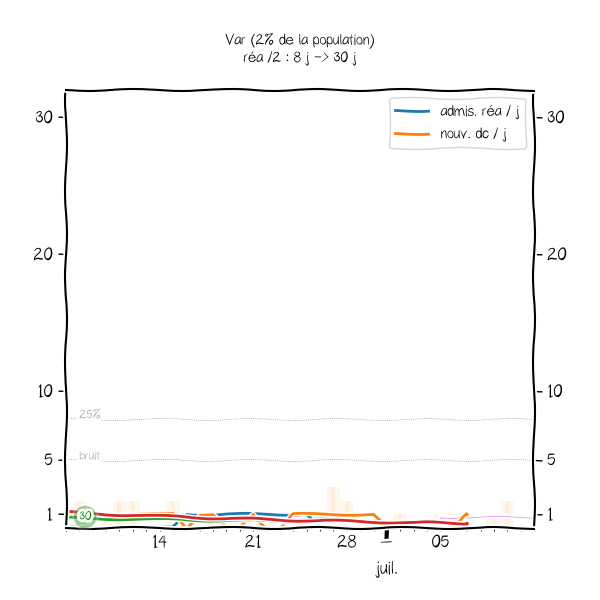 Var (2% de la population)
réa /2 : 8 j -> 30 j
admis. réa / j
nouv. dc / j
30
30
20
20
10
10
25%
5
bruit
5
1
30
1
14
21
28
1
05
juil.